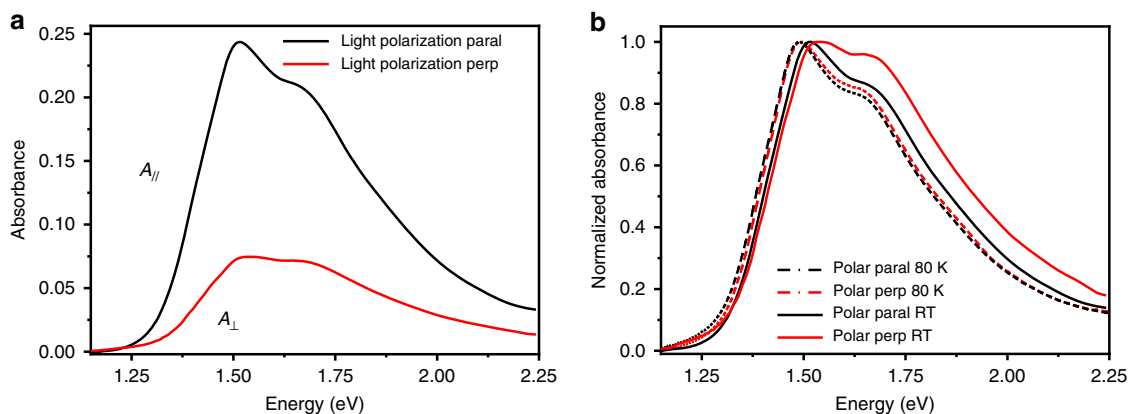 a
Light polarization paral
Light polarization perp
A//
A⊥
Absorbance
0.25
0.20
0.15
0.10
0.05
0.00
1.25 1.50 1.75 2.00 2.25
Energy (eV)
b
Normalized absorbance
1.0
0.8
0.6
0.4
0.2
0.0
Polar paral 80 K
Polar perp 80 K
Polar paral RT
Polar perp RT
1.25 1.50 1.75 2.00 2.25
Energy (eV)